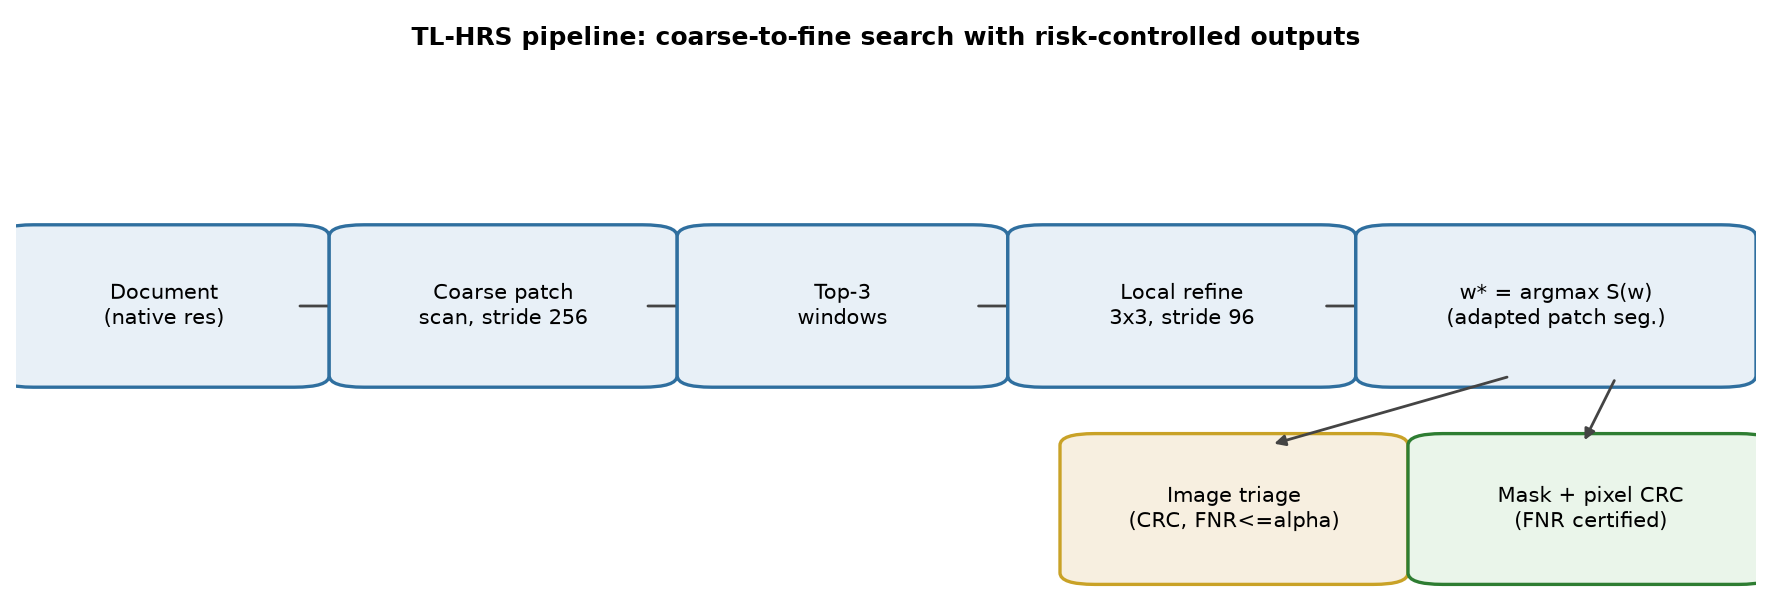 TL-HRS pipeline: coarse-to-fine search with risk-controlled outputs
Document
(native res)
Coarse patch
scan, stride 256
Top-3
windows
Local refine
3x3, stride 96
w* = argmax S(w)
(adapted patch seg.)
Image triage
(CRC, FNR<=alpha)
Mask + pixel CRC
(FNR certified)